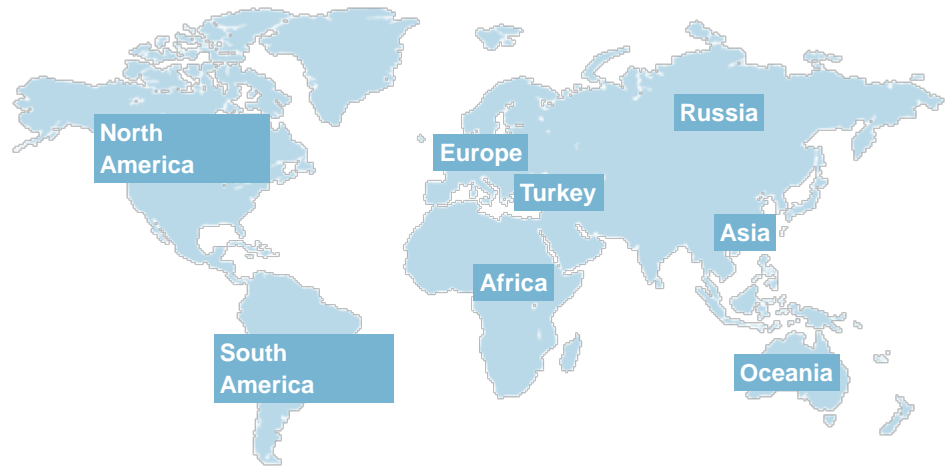 Russia
North
America
Europe
Turkey
Asia
Africa
South
America
Oceania